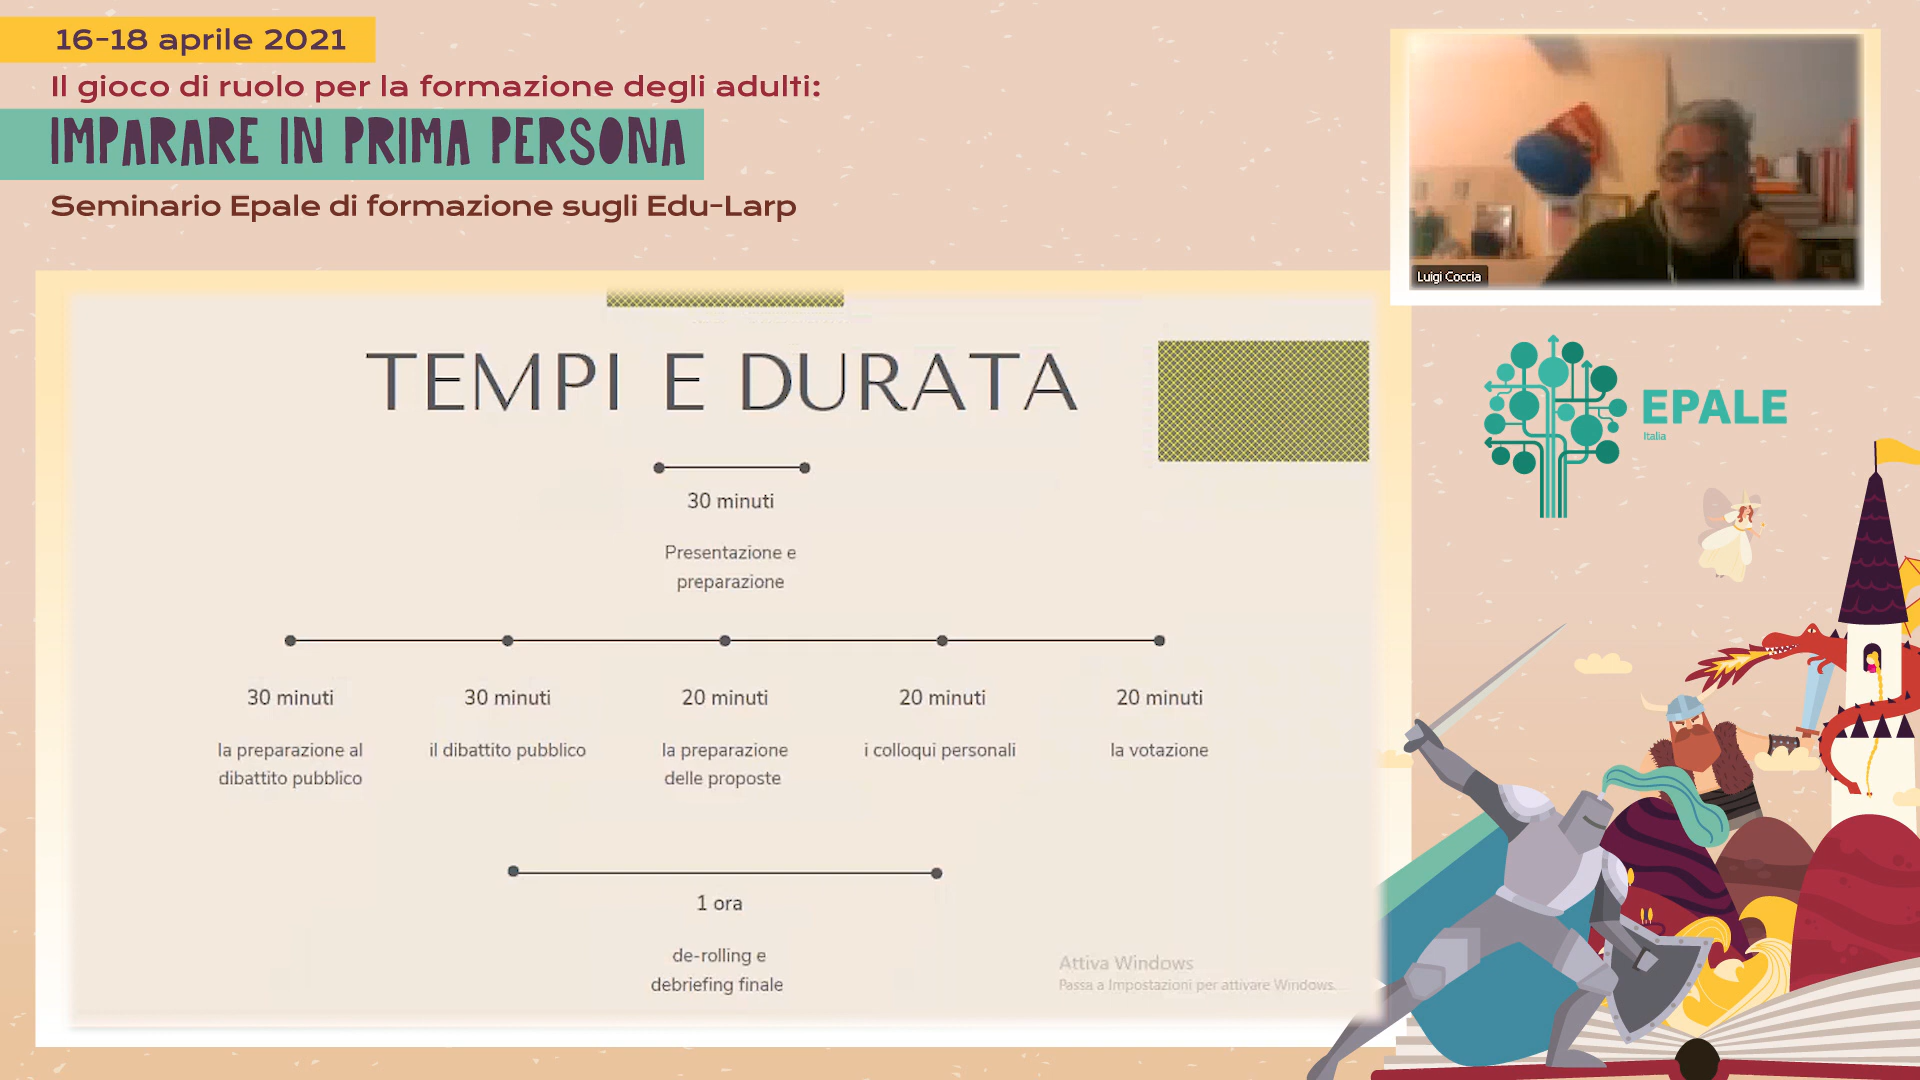 16-18 aprile 2021
Il gioco di ruolo per la formazione degli adulti:
IMPARARE IN PRIMA PERSONA
Seminario Epale di formazione sugli Edu-Larp
Luigi Coccia
EPALE
Italia
TEMPI E DURATA
30 minuti
Presentazione e
preparazione
30 minuti
la preparazione al
dibattito pubblico
30 minuti
il dibattito pubblico
20 minuti
la preparazione
delle proposte
20 minuti
i colloqui personali
20 minuti
la votazione
1 ora
de-rolling e
debriefing finale
Attiva Windows
Passa a Impostazioni per attivare Windows.